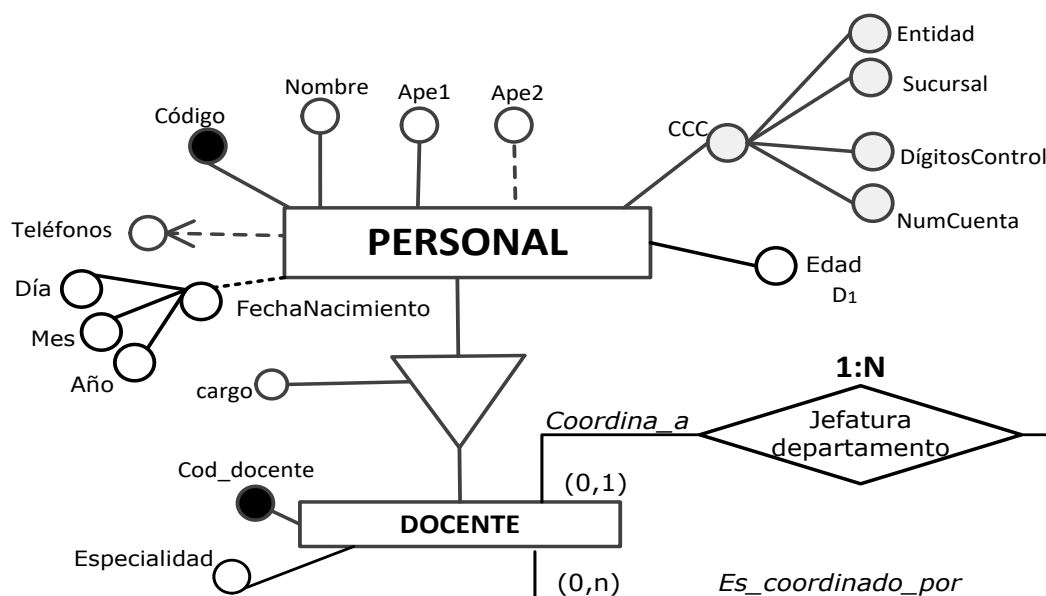 Entidad
Nombre
Ape1
Ape2
Sucursal
Código
CCC
DígitosControl
Teléfonos
NumCuenta
PERSONAL
Edad
D1
Día
FechaNacimiento
Mes
Año
1:N
cargo
Coordina_a
Jefatura
departamento
Cod_docente
(0,1)
DOCENTE
Especialidad
(0,n)
Es_coordinado_por